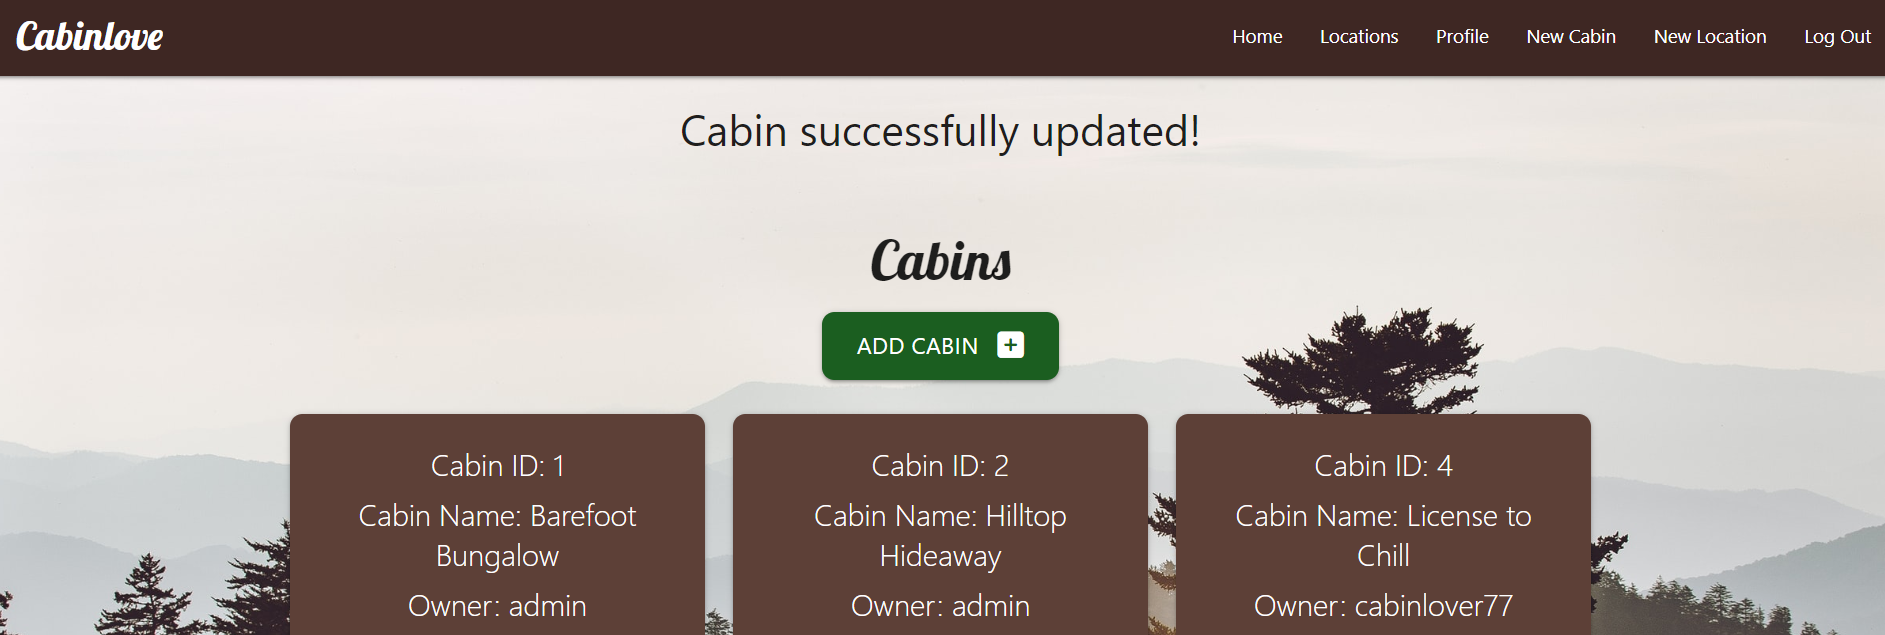 Cabinlove
Home Locations Profile New Cabin New Location Log Out
Cabin successfully updated!
Cabins
ADD CABIN
Cabin ID: 1
Cabin Name: Barefoot
Bungalow
Owner: admin
Cabin ID: 2
Cabin Name: Hilltop
Hideaway
Owner: admin
Cabin ID: 4
Cabin Name: License to
Chill
Owner: cabinlover77